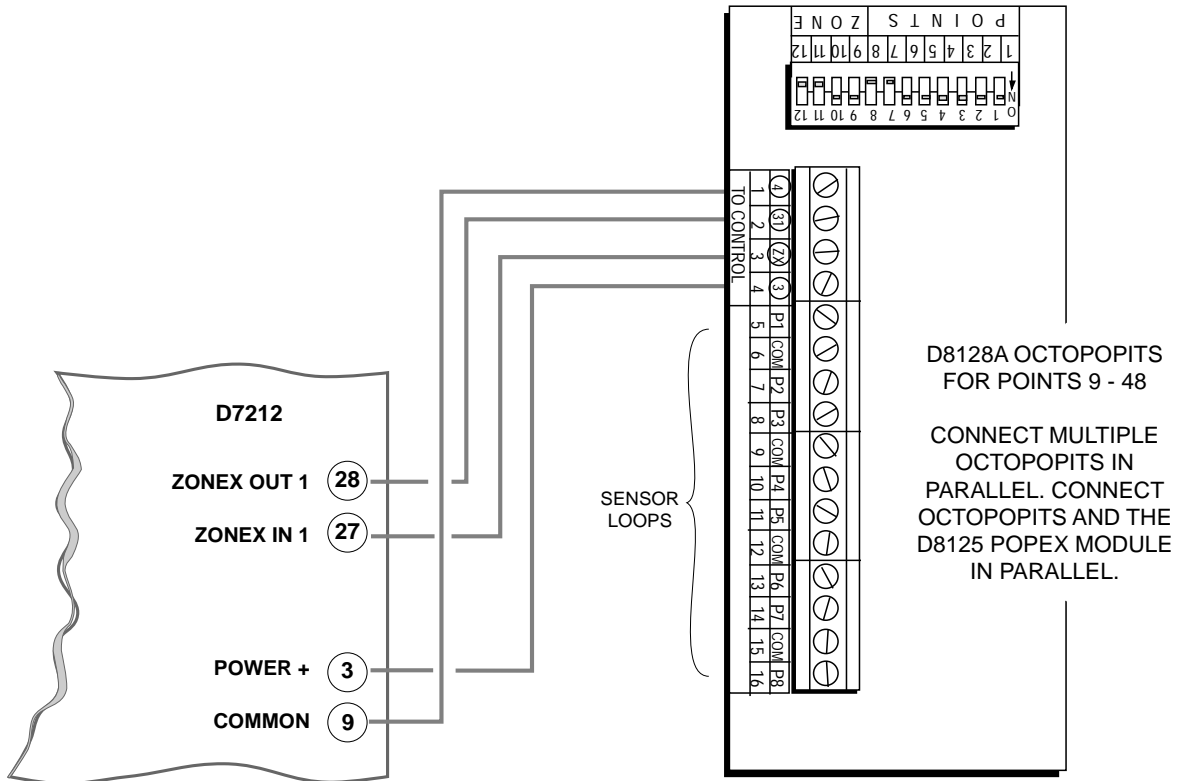 POINTS ZONE
1 2 3 4 5 6 7 8 9 10 11 12
ON
1 2 3 4 5 6 7 8 9 10 11 12
TO CONTROL
1 4
2 31
3 ZX
4 3
5 P1
6 COM
7 P2
8 P3
9 COM
10 P4
11 P5
12 COM
13 P6
14 P7
15 COM
16 P8
SENSOR
LOOPS
D7212
ZONEX OUT 1 28
ZONEX IN 1 27
POWER + 3
COMMON 9
D8128A OCTOPOPITS
FOR POINTS 9 - 48
CONNECT MULTIPLE
OCTOPOPITS IN
PARALLEL. CONNECT
OCTOPOPITS AND THE
D8125 POPEX MODULE
IN PARALLEL.